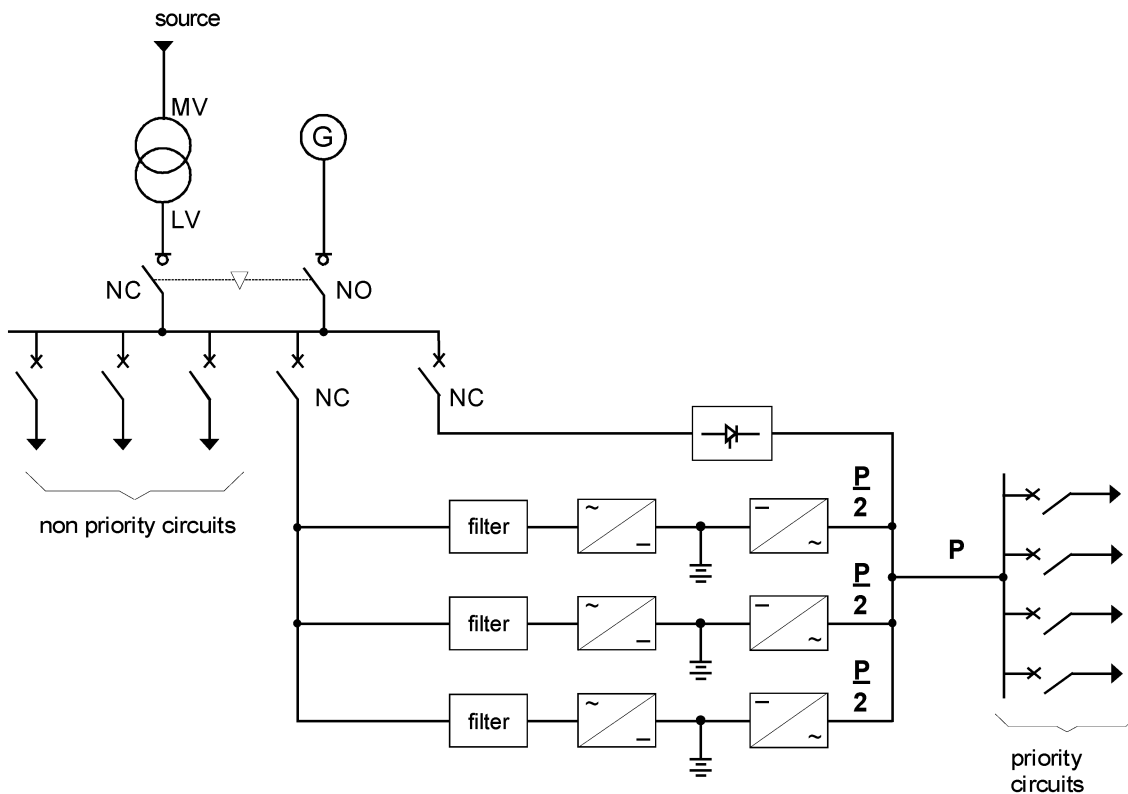 source
MV
G
LV
NC
NO
NC
NC
non priority circuits
P
2
filter
~
–
–
~
P
P
2
filter
~
–
–
~
P
2
filter
~
–
–
~
priority
circuits